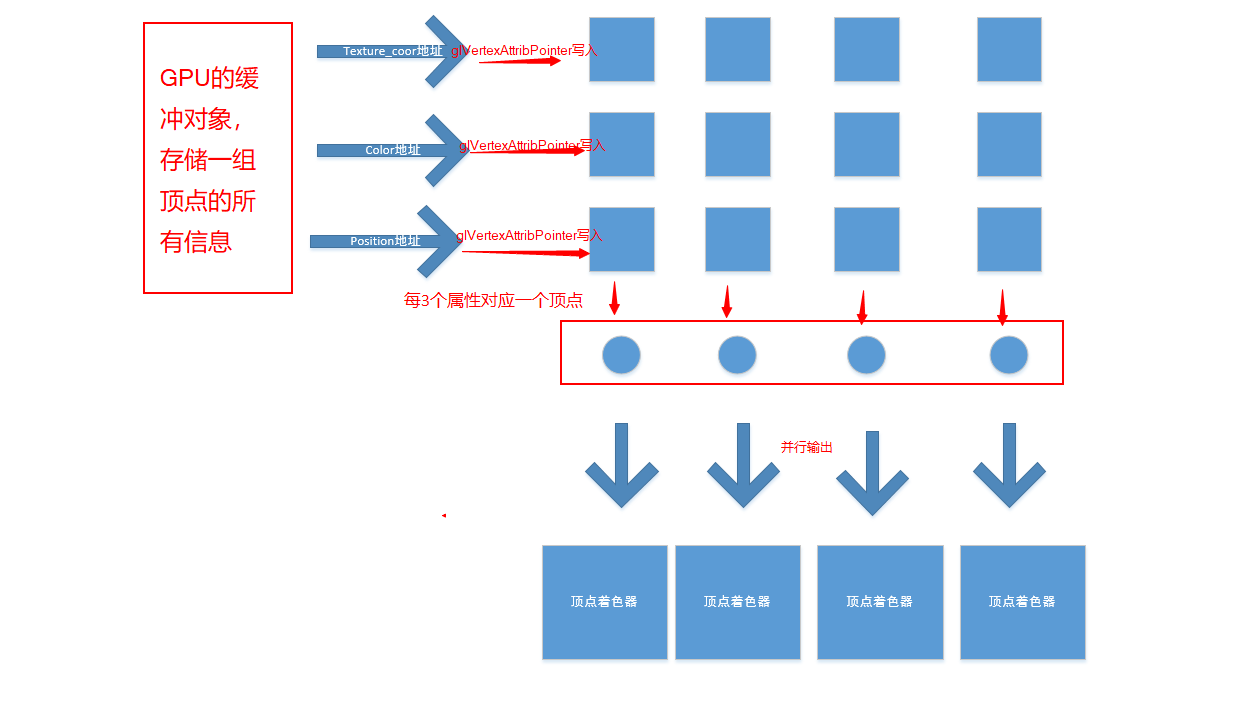 GPU的缓
冲对象，
存储一组
顶点的所
有信息
Texture_coor地址
glVertexAttribPointer写入
Color地址
glVertexAttribPointer写入
Position地址
glVertexAttribPointer写入
每3个属性对应一个顶点
并行输出
顶点着色器
顶点着色器
顶点着色器
顶点着色器